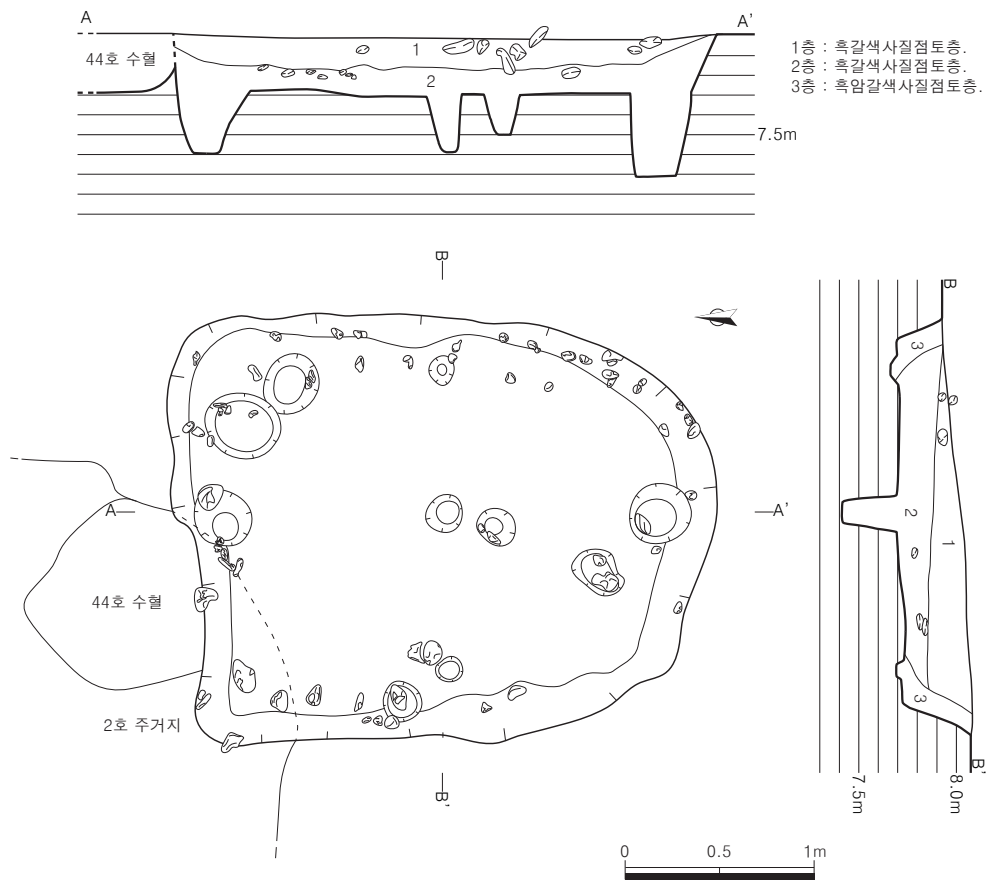 A
A'
44호 수혈
1
2
1층 : 흑갈색사질점토층.
2층 : 흑갈색사질점토층.
3층 : 흑암갈색사질점토층.
7.5m
B
B
3
A
A'
2
1
44호 수혈
3
2호 주거지
B'
B'
7.5m
8.0m
0
0.5
1m